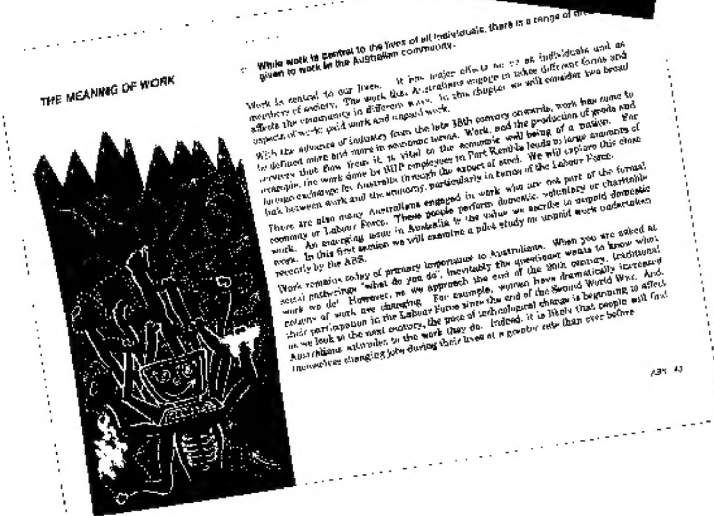 THE MEANING OF WORK
While work is central to the lives of all individuals, there is a range of
given to work in the Australian community.
Work is central to our lives. It has major effects on us as individuals and as
members of society. The work that Australians engage in takes different forms and
affects the community in different ways. In this chapter we will consider two broad
aspects of work: paid work and unpaid work.
With the advance of industry from the late 18th century onwards, work has come to
be defined more and more in economic terms. Work, and the production of goods and
services that flow from it, is vital to the economic well being of a nation. For
example, the work done by BHP employees in Port Kembla leads to large amounts of
foreign exchange for Australia through the export of steel. We will explore this close
link between work and the economy, particularly in terms of the Labour Force.
There are also many Australians engaged in work who are not part of the formal
economy or Labour Force. These people perform domestic, voluntary or charitable
work. An emerging issue in Australia is the value we ascribe to unpaid domestic
work. In this first section we will examine a pilot study on unpaid work undertaken
recently by the ABS.
Work remains today of primary importance to Australians. When you are asked at
social gatherings "what do you do", inevitably the questioner wants to know what
work we do! However, as we approach the end of the 20th century, traditional
patterns of work are changing. For example, women have dramatically increased
their participation in the Labour Force since the end of the Second World War. And,
as we look to the next century, the pace of technological change is beginning to affect
Australians attitudes to the work they do. Indeed, it is likely that people will find
themselves changing jobs during their lives at a greater rate than ever before
ABS